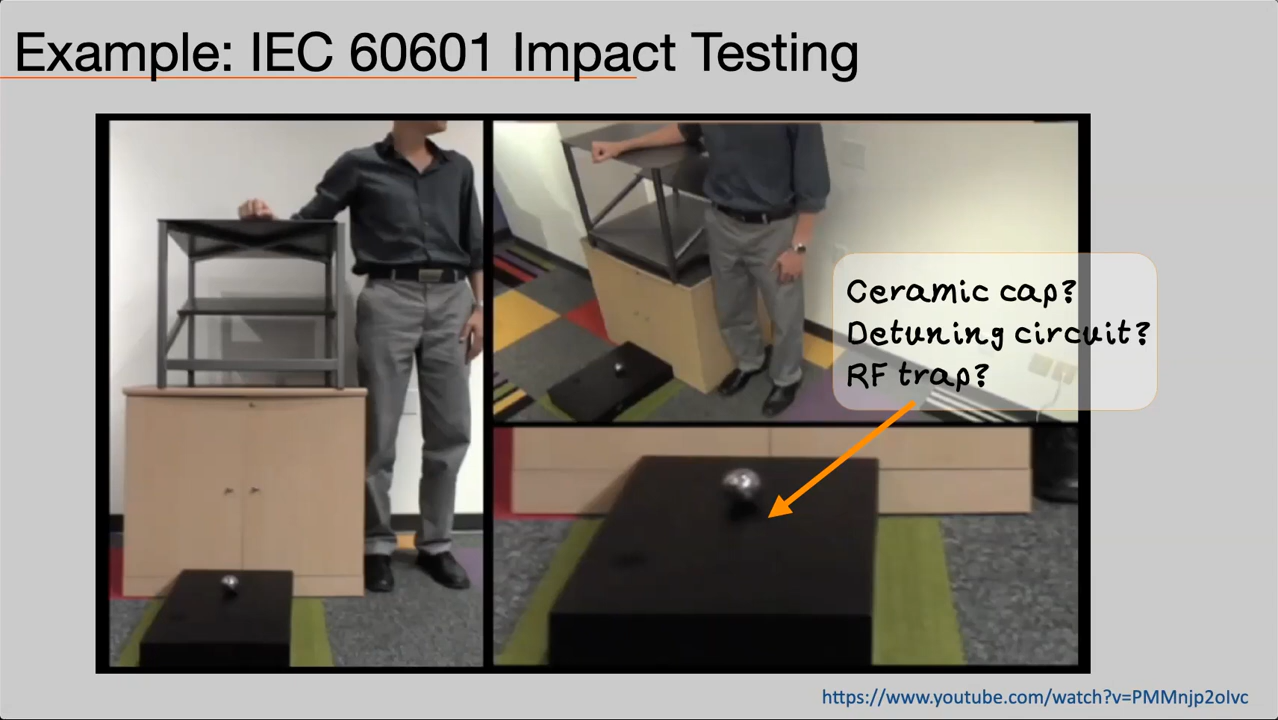 Example: IEC 60601 Impact Testing
Ceramic cap?
Detuning circuit?
RF trap?
https://www.youtube.com/watch?v=PMMnjp2olvc